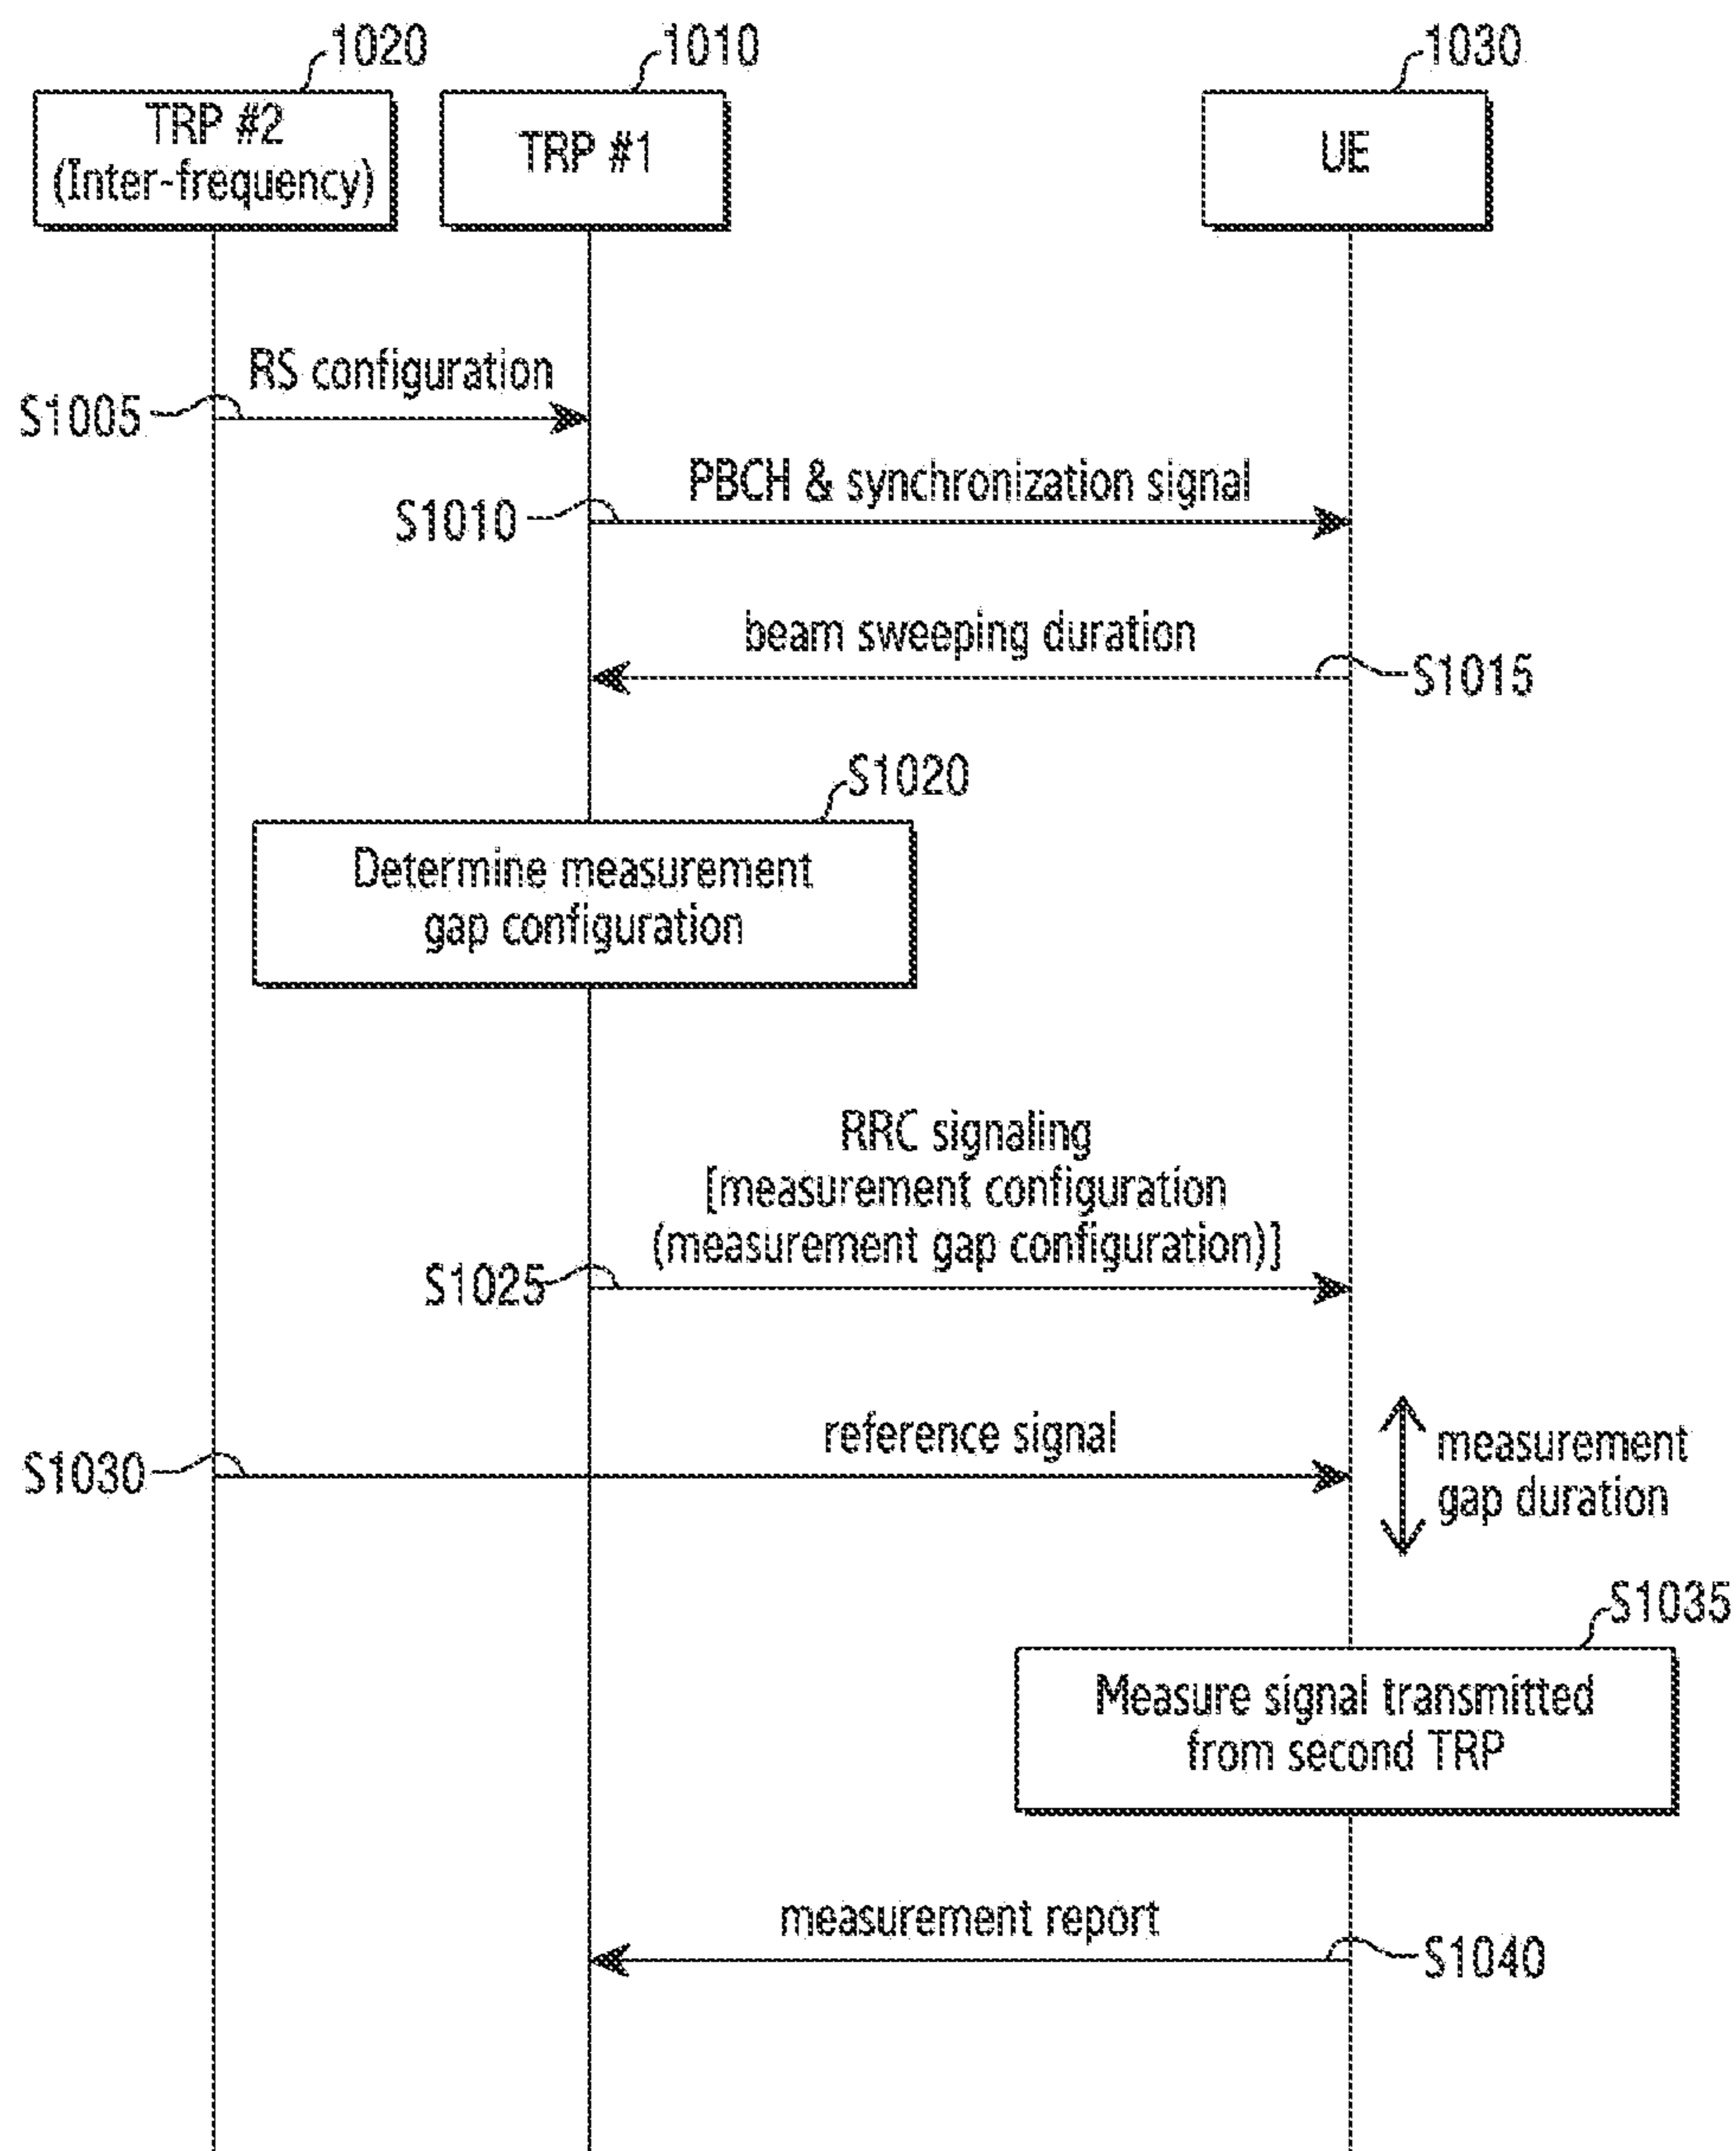 1020
1010
1030
TRP #2
(Inter-frequency)
TRP #1
UE
RS configuration
S1005
PBCH & synchronization signal
S1010
beam sweeping duration
S1015
S1020
Determine measurement
gap configuration
RRC signaling
[measurement configuration
(measurement gap configuration)]
S1025
reference signal
S1030
measurement
gap duration
S1035
Measure signal transmitted
from second TRP
measurement report
S1040